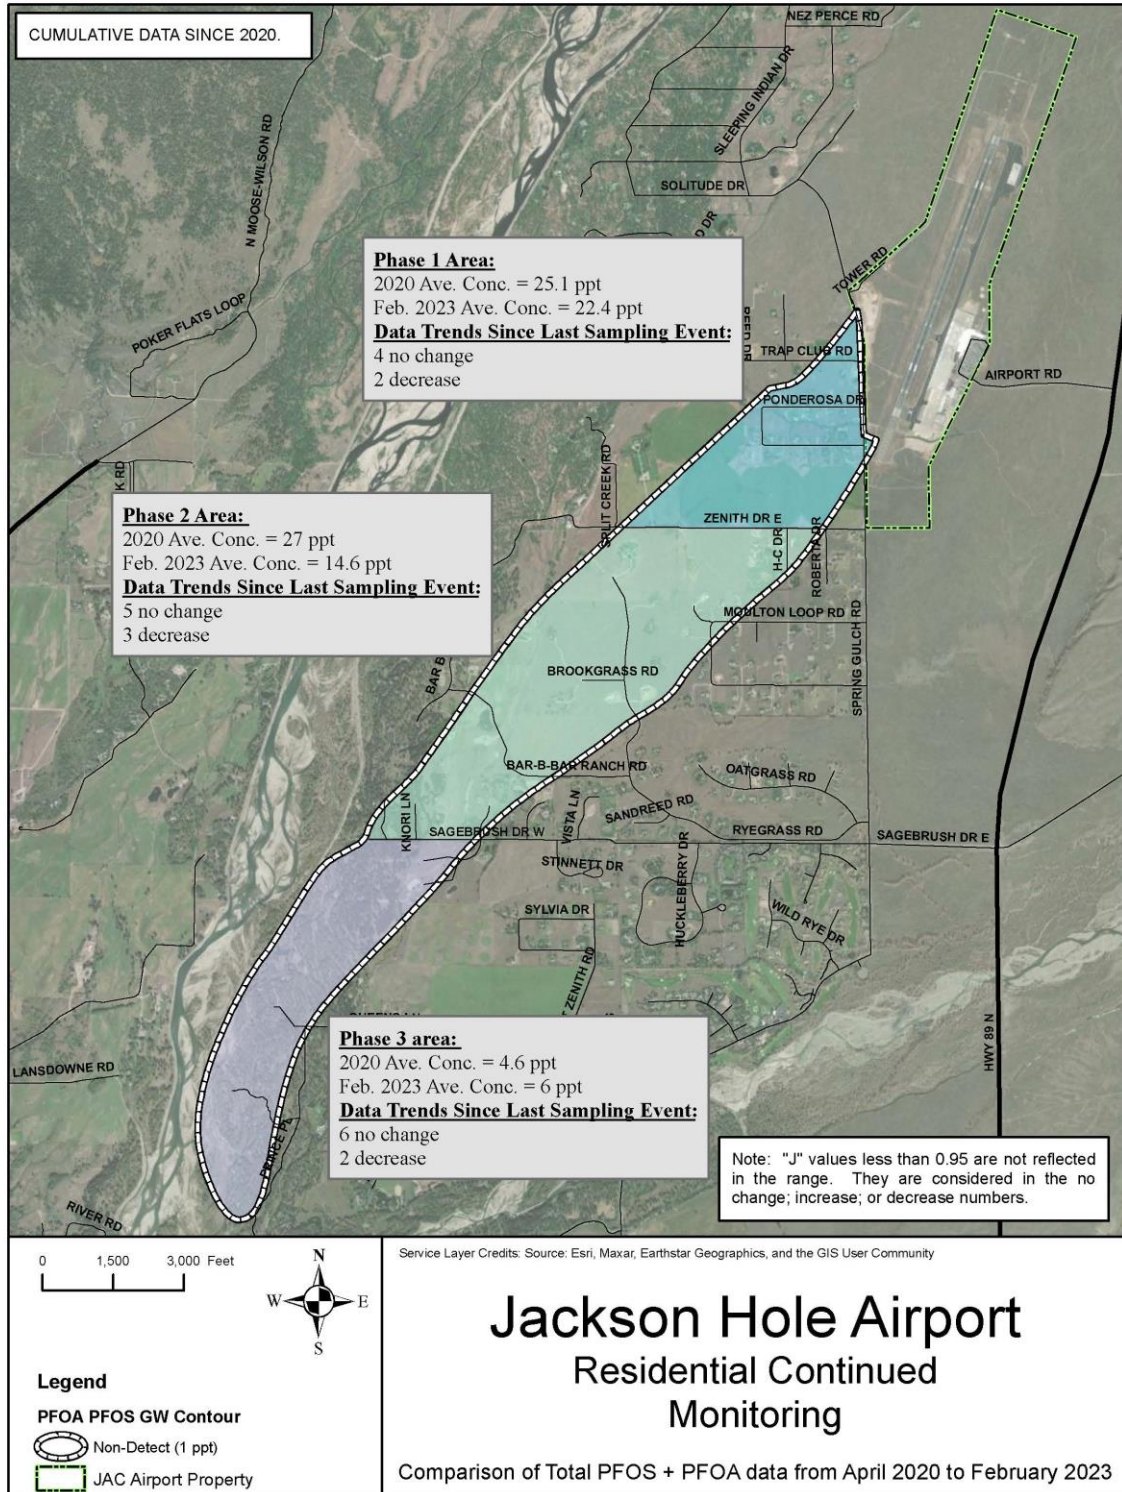 CUMULATIVE DATA SINCE 2020.
NEZ PERCE RD
SLEEPING INDIAN DR
N MOOSE-WILSON RD
SOLITUDE DR
D DR
TOWER RD
POKER FLATS LOOP
Phase 1 Area:
2020 Ave. Conc. = 25.1 ppt
Feb. 2023 Ave. Conc. = 22.4 ppt
Data Trends Since Last Sampling Event:
4 no change
2 decrease
REED DR
TRAP CLUB RD
AIRPORT RD
PONDEROSA DR
K RD
SPLIT CREEK RD
Phase 2 Area:
2020 Ave. Conc. = 27 ppt
Feb. 2023 Ave. Conc. = 14.6 ppt
Data Trends Since Last Sampling Event:
5 no change
3 decrease
ZENITH DR E
H-C DR
ROBERTA DR
MOULTON LOOP RD
SPRING GULCH RD
BROOKGRASS RD
BAR B
BAR-B-BAR RANCH RD
OATGRASS RD
KNORI LN
VISTA LN
SANDREED RD
SAGEBRUSH DR W
RYEGRASS RD
SAGEBRUSH DR E
STINNETT DR
HUCKLEBERRY DR
SYLVIA DR
WILD RYE DR
ZENITH RD
HWY 89 N
Phase 3 area:
2020 Ave. Conc. = 4.6 ppt
Feb. 2023 Ave. Conc. = 6 ppt
Data Trends Since Last Sampling Event:
6 no change
2 decrease
LANSDOWNE RD
PRINCE PL
RIVER RD
Note: "J" values less than 0.95 are not reflected
in the range. They are considered in the no
change; increase; or decrease numbers.
0 1,500 3,000 Feet
N
W E
S
Service Layer Credits: Source: Esri, Maxar, Earthstar Geographics, and the GIS User Community
Jackson Hole Airport
Residential Continued
Monitoring
Comparison of Total PFOS + PFOA data from April 2020 to February 2023
Legend
PFOA PFOS GW Contour
Non-Detect (1 ppt)
JAC Airport Property